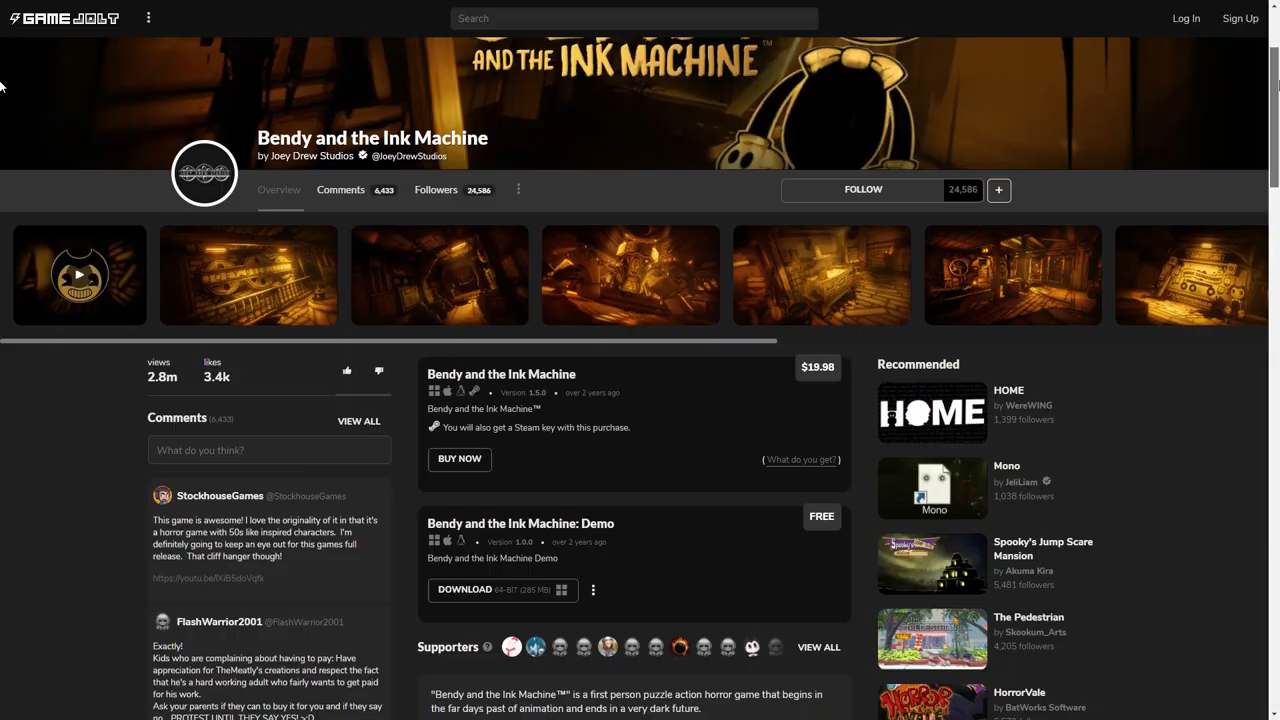 GAME JOLT
Search
Log In
Sign Up
AND THE INK MACHINE™
Bendy and the Ink Machine
by Joey Drew Studios @JoeyDrewStudios
Overview
Comments 6,433
Followers 24,586
FOLLOW 24,586
+
views
2.8m
likes
3.4k
Comments (6,433)
VIEW ALL
What do you think?
StockhouseGames @StockhouseGames
This game is awesome! I love the originality of it in that it's
a horror game with 50s like inspired characters. I'm
definitely going to keep an eye out for this games full
release. That cliff hanger though!
https://youtu.be/lXiB5doVqfk
FlashWarrior2001 @FlashWarrior2001
Exactly!
Kids who are complaining about having to pay: Have
appreciation for TheMeatly's creations and respect the fact
that he's a hard working adult who fairly wants to get paid
for his work.
Ask your parents if they can to buy it for you and if they say
no... PROTEST UNTIL THEY SAY YES! >:D
Bendy and the Ink Machine
$19.98
• Version: 1.5.0 • over 2 years ago
Bendy and the Ink Machine™
You will also get a Steam key with this purchase.
BUY NOW
( What do you get? )
Bendy and the Ink Machine: Demo
FREE
• Version: 1.0.0 • over 2 years ago
Bendy and the Ink Machine Demo
DOWNLOAD 64-BIT (285 MB)
Supporters
VIEW ALL
"Bendy and the Ink Machine™" is a first person puzzle action horror game that begins in
the far days past of animation and ends in a very dark future.
Recommended
HOME
HOME
by WereWING
1,399 followers
Mono
Mono
by JeliLiam
1,038 followers
Spooky's Jump Scare
Mansion
by Akuma Kira
5,481 followers
The Pedestrian
by Skookum_Arts
4,205 followers
HORROR
HorrorVale
by BatWorks Software